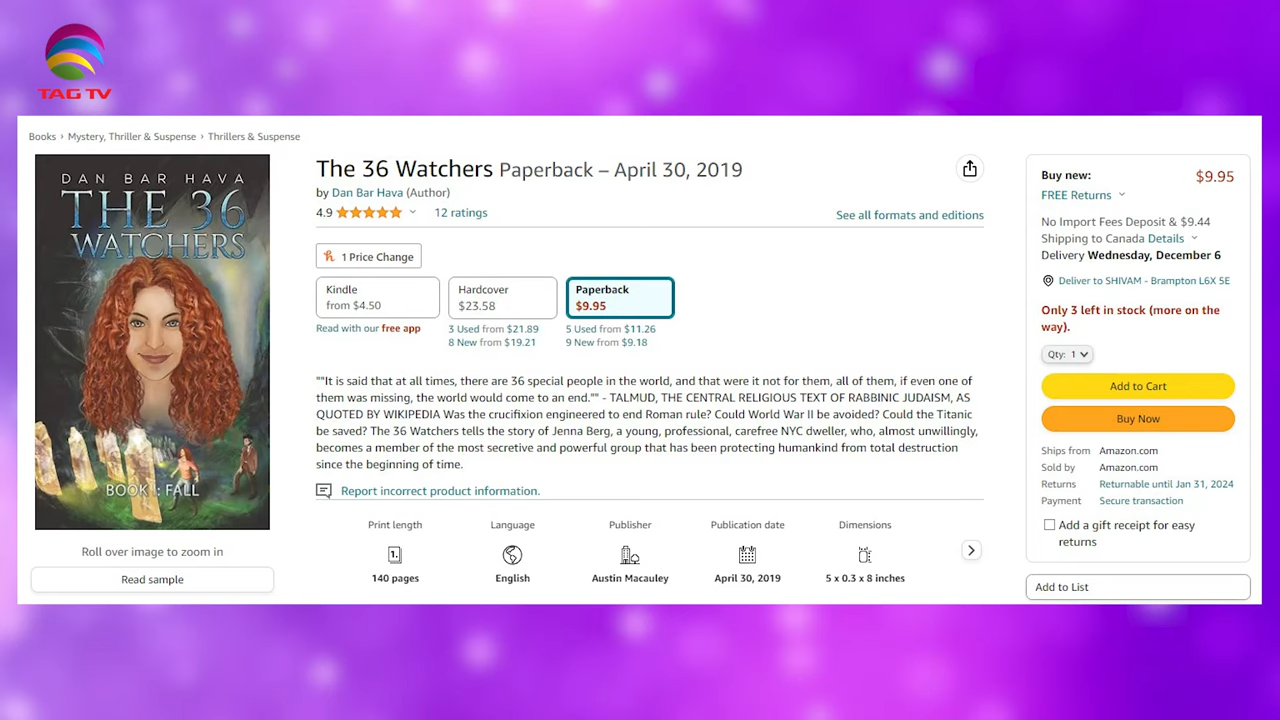 TAG TV
Books › Mystery, Thriller & Suspense › Thrillers & Suspense
DAN BAR HAVA
THE 36
WATCHERS
BOOK I: FALL
Roll over image to zoom in
Read sample
The 36 Watchers Paperback – April 30, 2019
by Dan Bar Hava (Author)
4.9
12 ratings
See all formats and editions
1 Price Change
Kindle
from $4.50
Read with our free app
Hardcover
$23.58
3 Used from $21.89
8 New from $19.21
Paperback
$9.95
5 Used from $11.26
9 New from $9.18
""It is said that at all times, there are 36 special people in the world, and that were it not for them, all of them, if even one of
them was missing, the world would come to an end."" - TALMUD, THE CENTRAL RELIGIOUS TEXT OF RABBINIC JUDAISM, AS
QUOTED BY WIKIPEDIA Was the crucifixion engineered to end Roman rule? Could World War II be avoided? Could the Titanic
be saved? The 36 Watchers tells the story of Jenna Berg, a young, professional, carefree NYC dweller, who, almost unwillingly,
becomes a member of the most secretive and powerful group that has been protecting humankind from total destruction
since the beginning of time.
Report incorrect product information.
Print length
1.
140 pages
Language
English
Publisher
Austin Macauley
Publication date
April 30, 2019
Dimensions
5 x 0.3 x 8 inches
Buy new:
$9.95
FREE Returns
No Import Fees Deposit & $9.44
Shipping to Canada Details
Delivery Wednesday, December 6
Deliver to SHIVAM - Brampton L6X 5E
Only 3 left in stock (more on the
way).
Qty: 1
Add to Cart
Buy Now
Ships from Amazon.com
Sold by Amazon.com
Returns Returnable until Jan 31, 2024
Payment Secure transaction
Add a gift receipt for easy
returns
Add to List